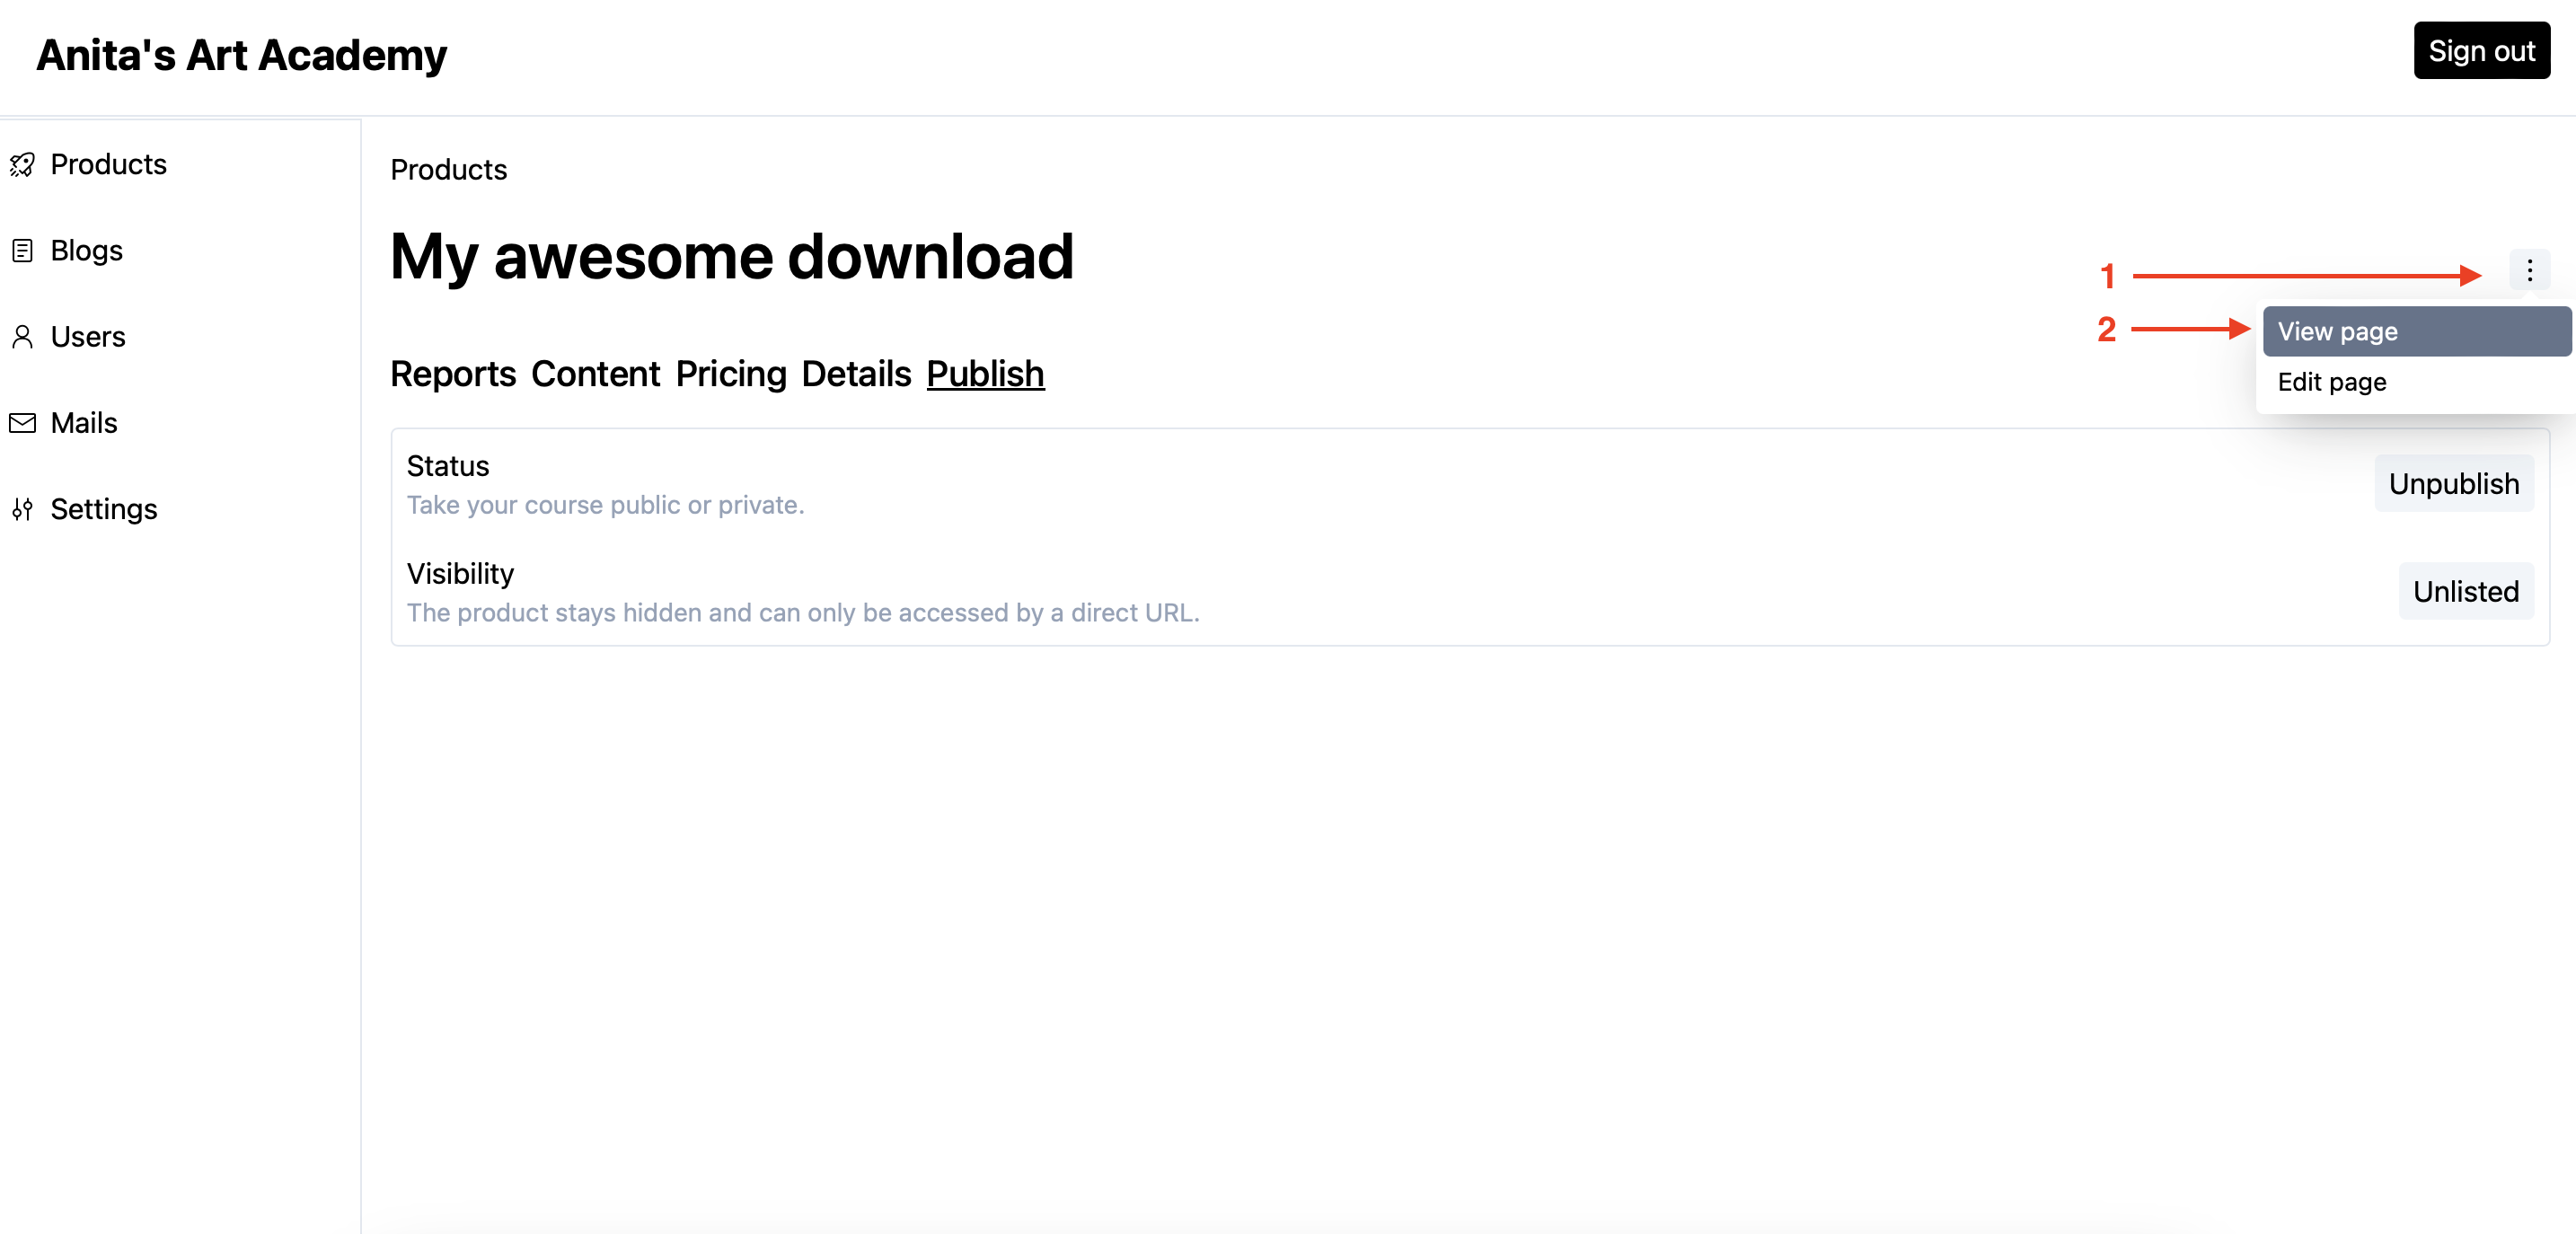 Anita's Art Academy
Sign out
Products
Blogs
Users
Mails
Settings
Products
My awesome download
1
2
View page
Edit page
Reports Content Pricing Details Publish
Status
Take your course public or private.
Unpublish
Visibility
The product stays hidden and can only be accessed by a direct URL.
Unlisted